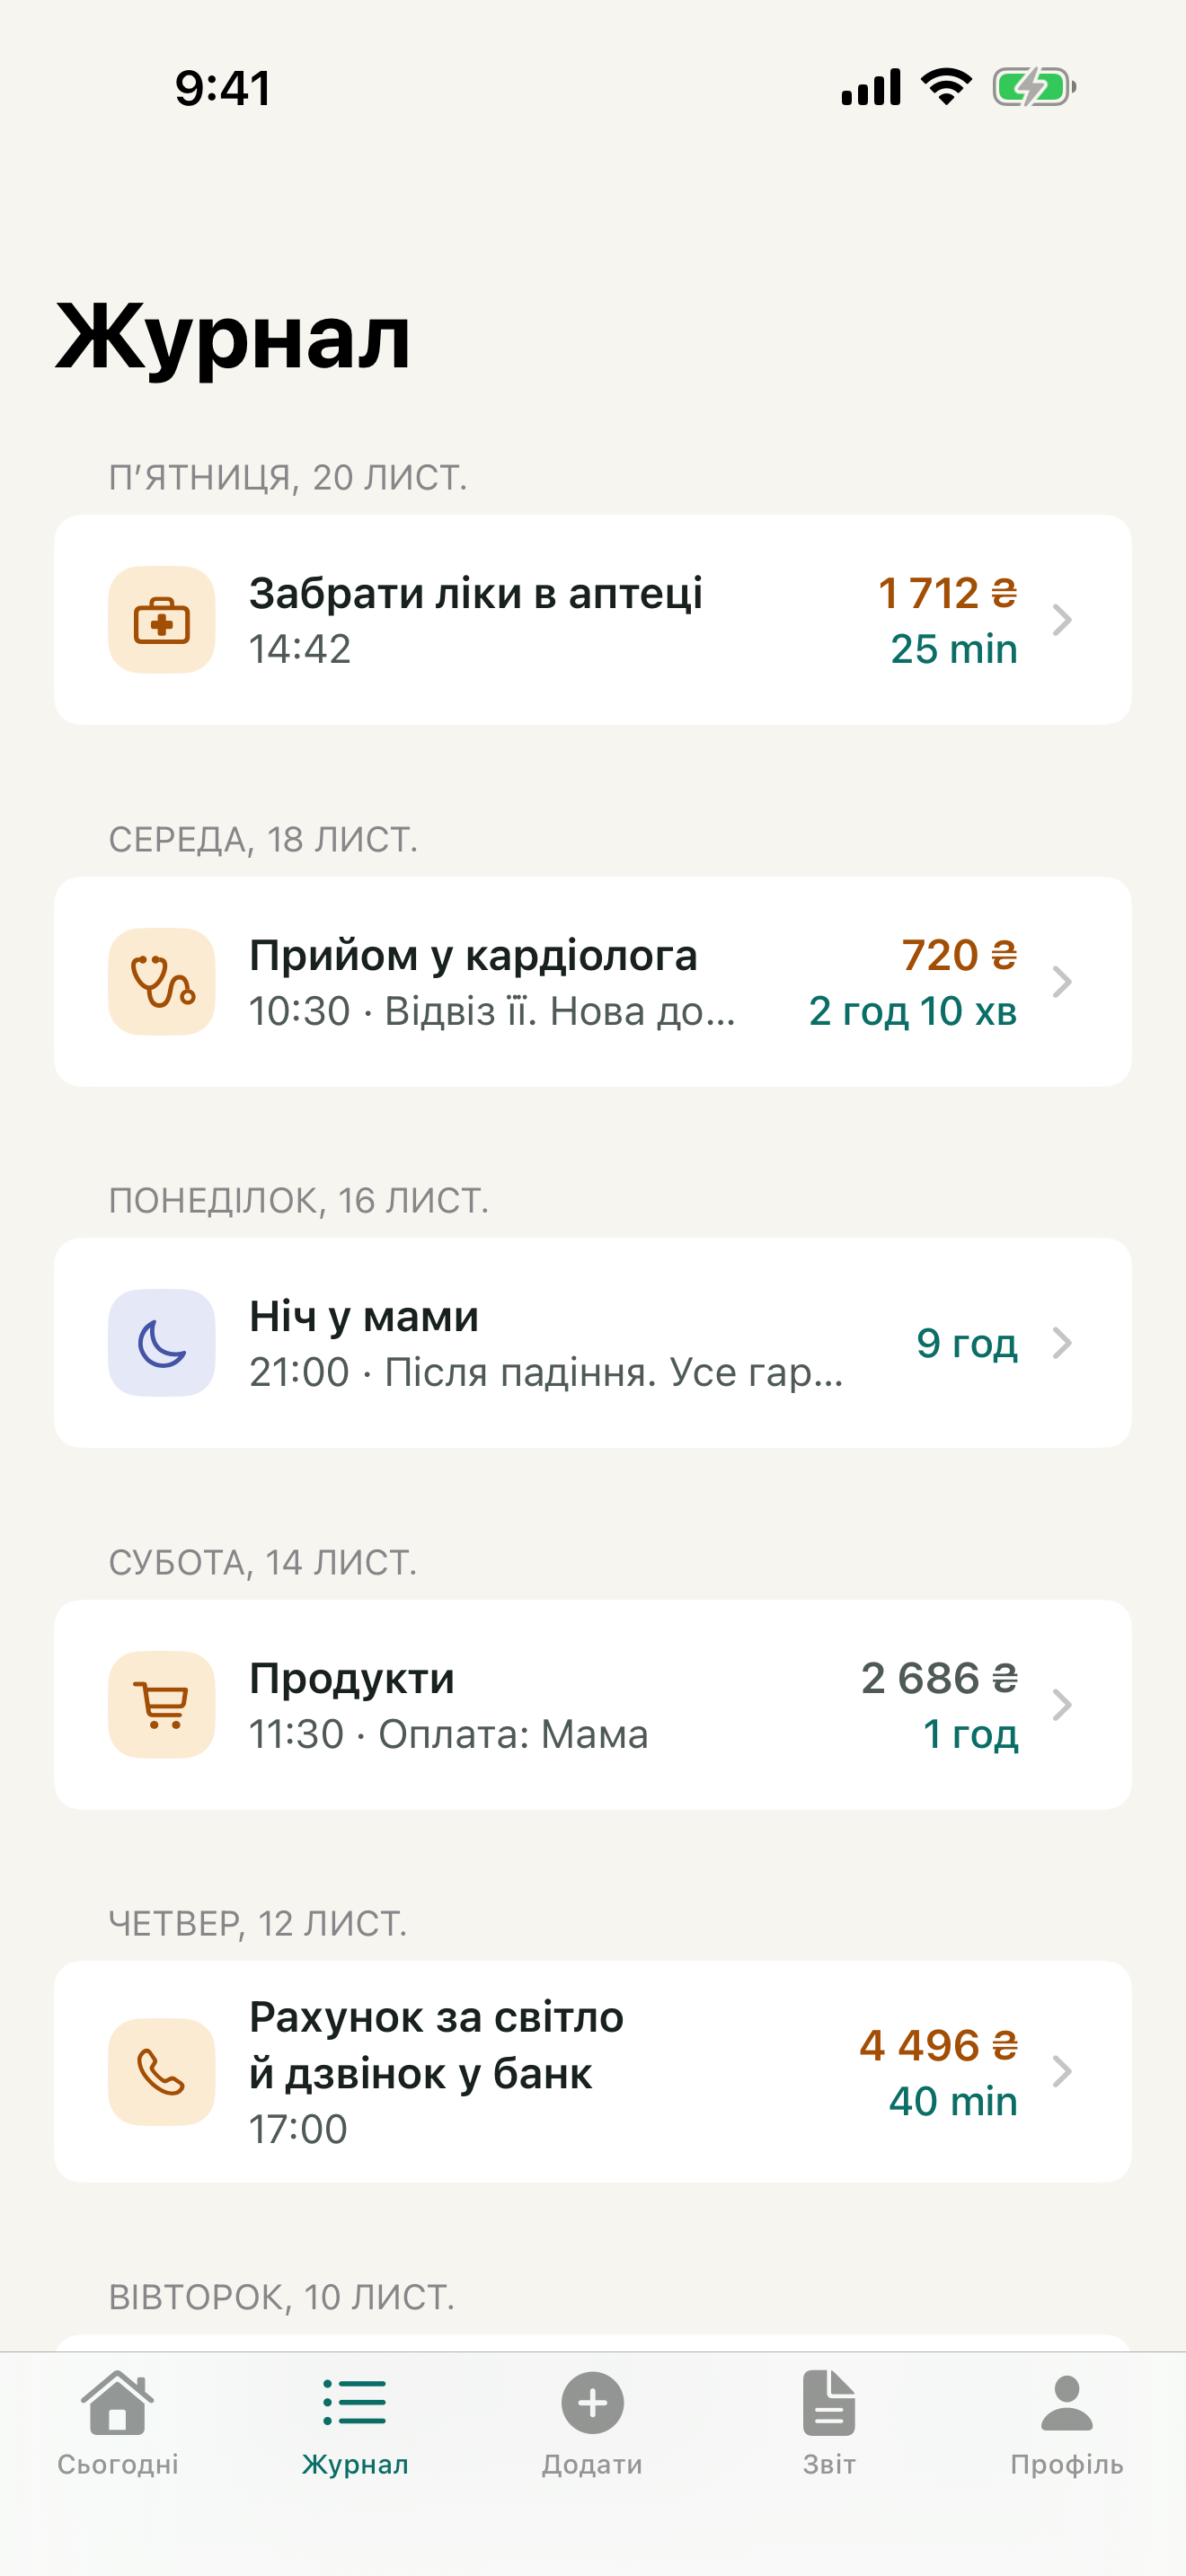 9:41
Журнал
П’ЯТНИЦЯ, 20 ЛИСТ.
Забрати ліки в аптеці
1 712 ₴
14:42
25 min
СЕРЕДА, 18 ЛИСТ.
Прийом у кардіолога
720 ₴
10:30 · Відвіз її. Нова до...
2 год 10 хв
ПОНЕДІЛОК, 16 ЛИСТ.
Ніч у мами
21:00 · Після падіння. Усе гар...
9 год
СУБОТА, 14 ЛИСТ.
Продукти
2 686 ₴
11:30 · Оплата: Мама
1 год
ЧЕТВЕР, 12 ЛИСТ.
Рахунок за світло
й дзвінок у банк
4 496 ₴
17:00
40 min
ВІВТОРОК, 10 ЛИСТ.
Сьогодні
Журнал
Додати
Звіт
Профіль